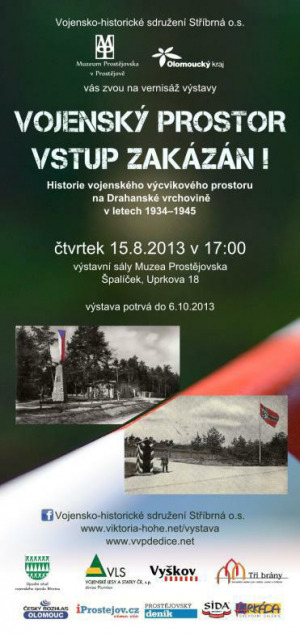 Vojensko-historické sdružení Stříbrná o.s.
Muzeum Prostějovska
v Prostějově
Olomoucký kraj
vás zvou na vernisáž výstavy
VOJENSKÝ PROSTOR
VSTUP ZAKÁZÁN !
Historie vojenského výcvikového prostoru
na Drahanské vrchovině
v letech 1934–1945
čtvrtek 15.8.2013 v 17:00
výstavní sály Muzea Prostějovska
Špalíček, Uprkova 18
výstava potrvá do 6.10.2013
Vojensko-historické sdružení Stříbrná o.s.
www.viktoria-hohe.net/vystava
www.vvpdedice.net
VLS
VOJENSKÉ LESY A STATKY ČR, s.p.
Vyškov
Tři brány
ČESKÝ ROZHLAS
OLOMOUC
iProstejov.cz
PROSTĚJOVSKÝ
deník
SÍDA